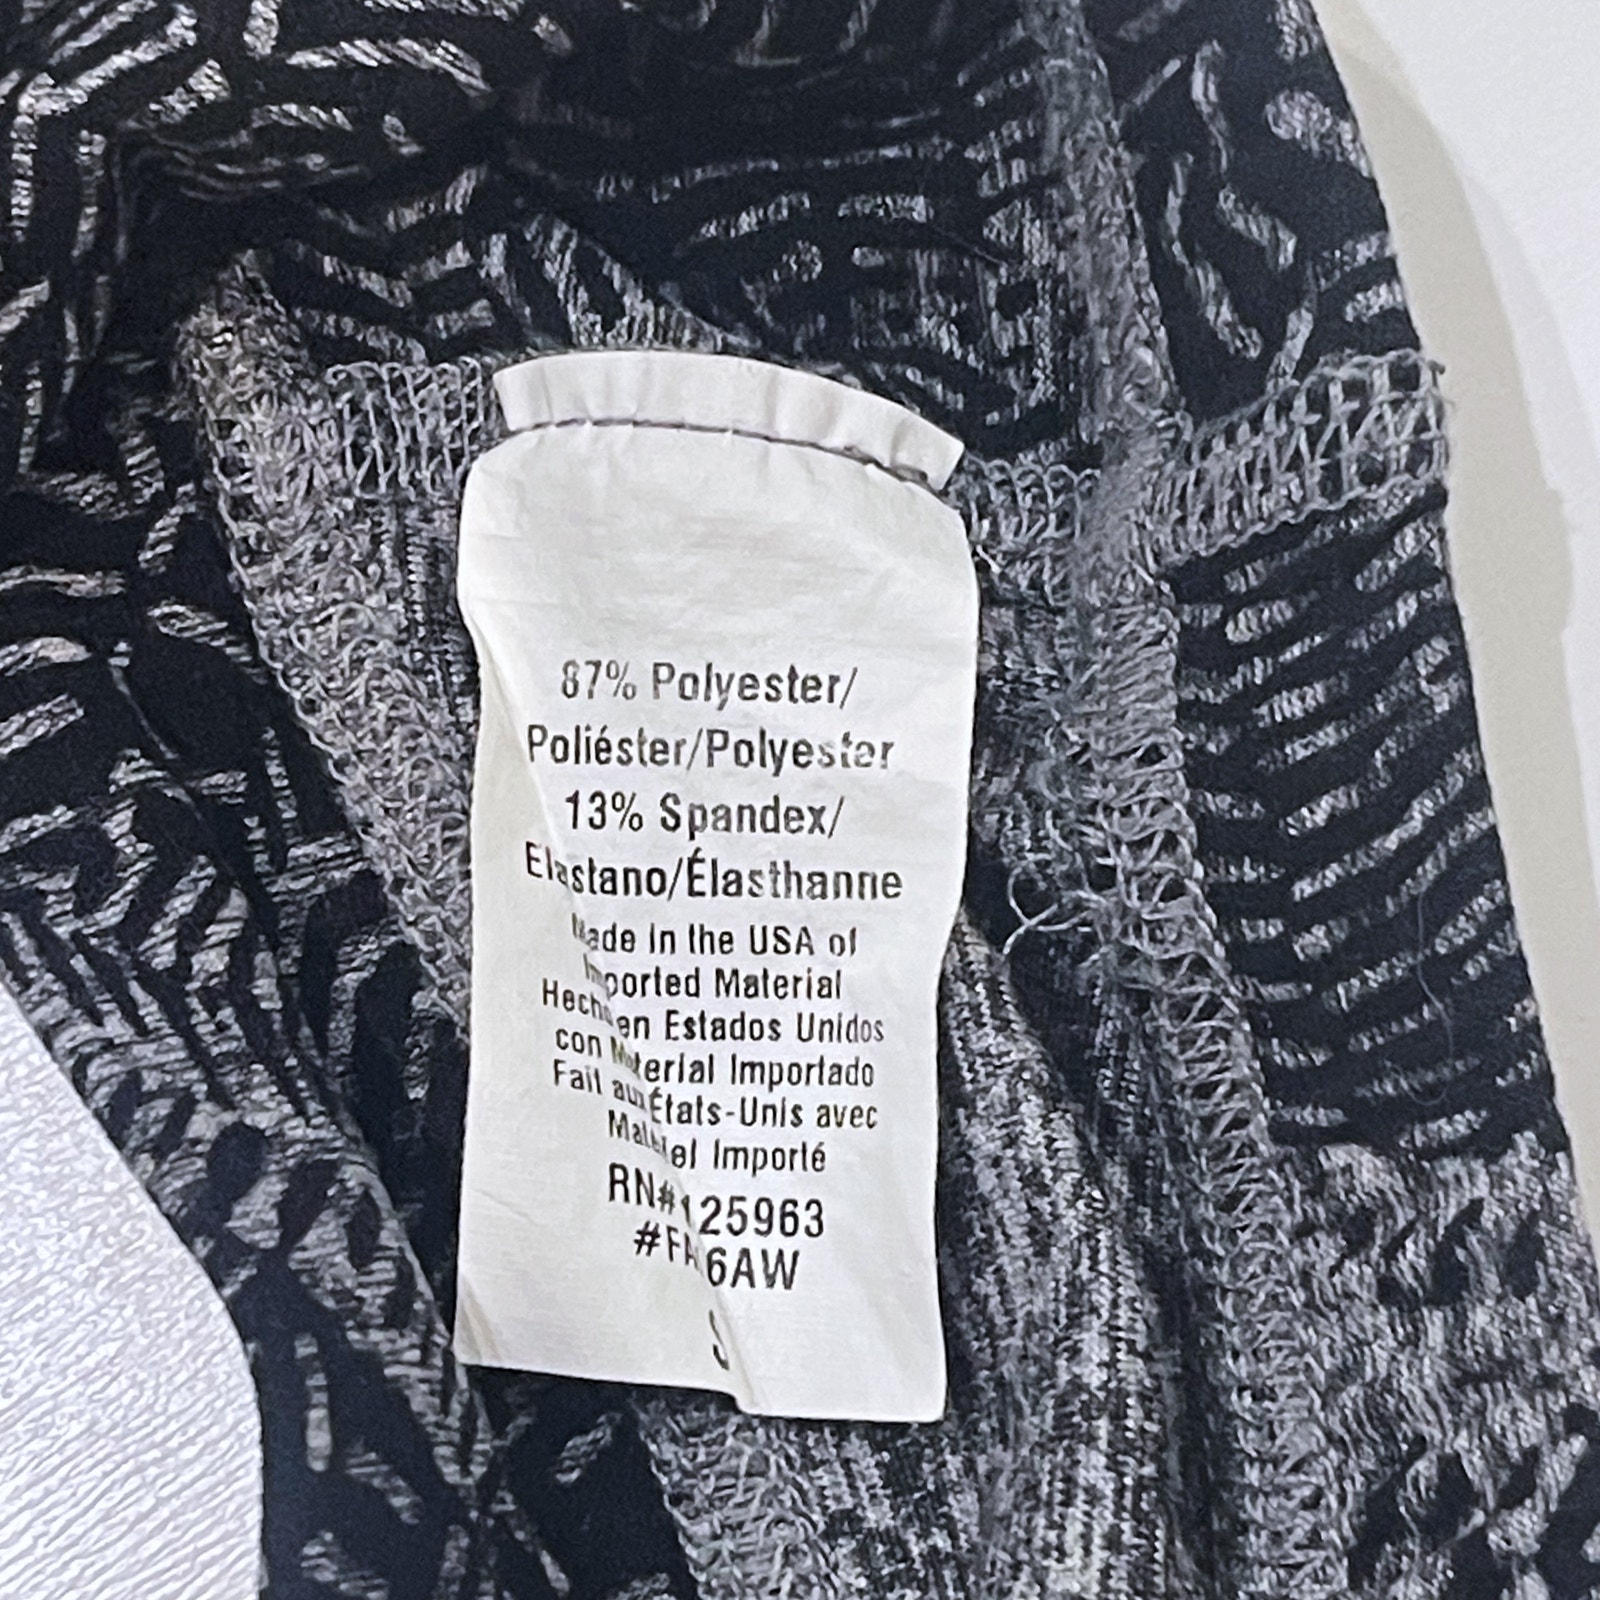 87% Polyester/
Poliéster/Polyester
13% Spandex/
Elastano/Élasthanne
Made in the USA of
Imported Material
Hecho en Estados Unidos
con Material Importado
Fait aux États-Unis avec
Matériel Importé
RN#125963
S